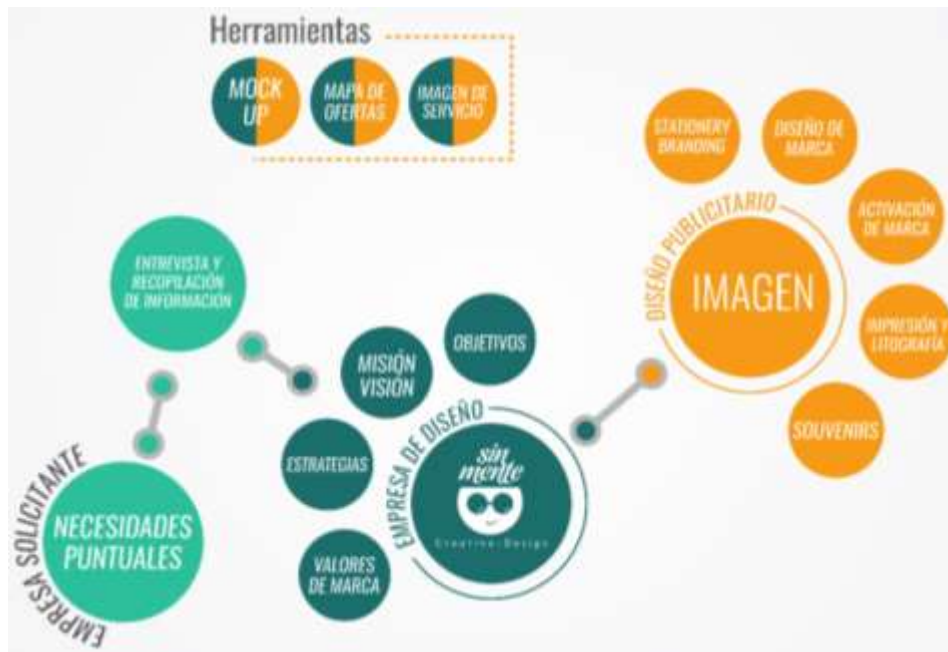 Herramientas
MOCK
UP
MAPA DE
OFERTAS
IMAGEN DE
SERVICIO
STATIONERY
BRANDING
DISEÑO DE
MARCA
ACTIVACIÓN
DE MARCA
DISEÑO PUBLICITARIO
IMAGEN
IMPRESIÓN Y
LITOGRAFÍA
SOUVENIRS
ENTREVISTA Y
RECOPILACIÓN
DE INFORMACIÓN
OBJETIVOS
MISIÓN
VISIÓN
ESTRATEGIAS
EMPRESA DE DISEÑO
sin
mente
Creative-Design
VALORES
DE MARCA
EMPRESA SOLICITANTE
NECESIDADES
PUNTUALES